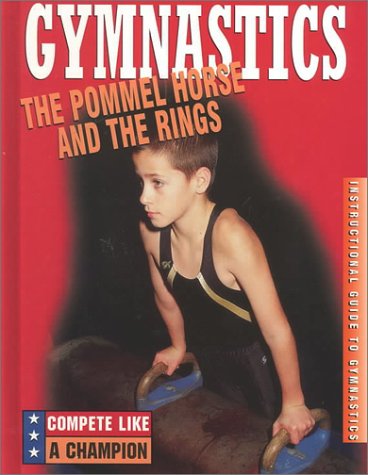 GYMNASTICS
THE POMMEL HORSE
AND THE RINGS
INSTRUCTIONAL GUIDE TO GYMNASTICS
COMPETE LIKE
A CHAMPION